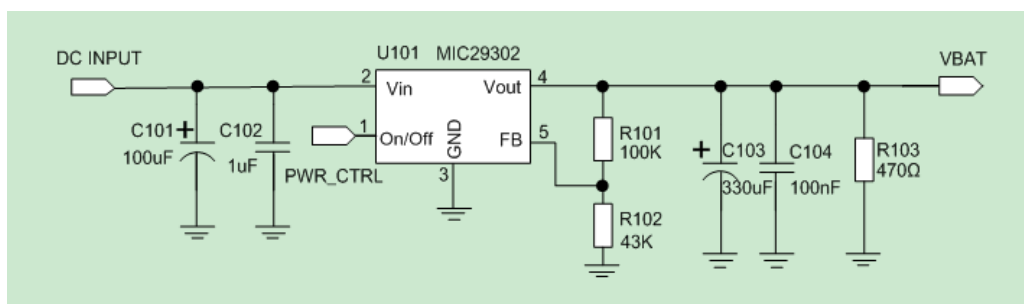 U101 MIC29302
DC INPUT
VBAT
2
4
Vin
Vout
C101
+
100uF
C102
1uF
1
On/Off
GND
FB
5
PWR_CTRL
3
R101
100K
R102
43K
+
C103
330uF
C104
100nF
R103
470Ω